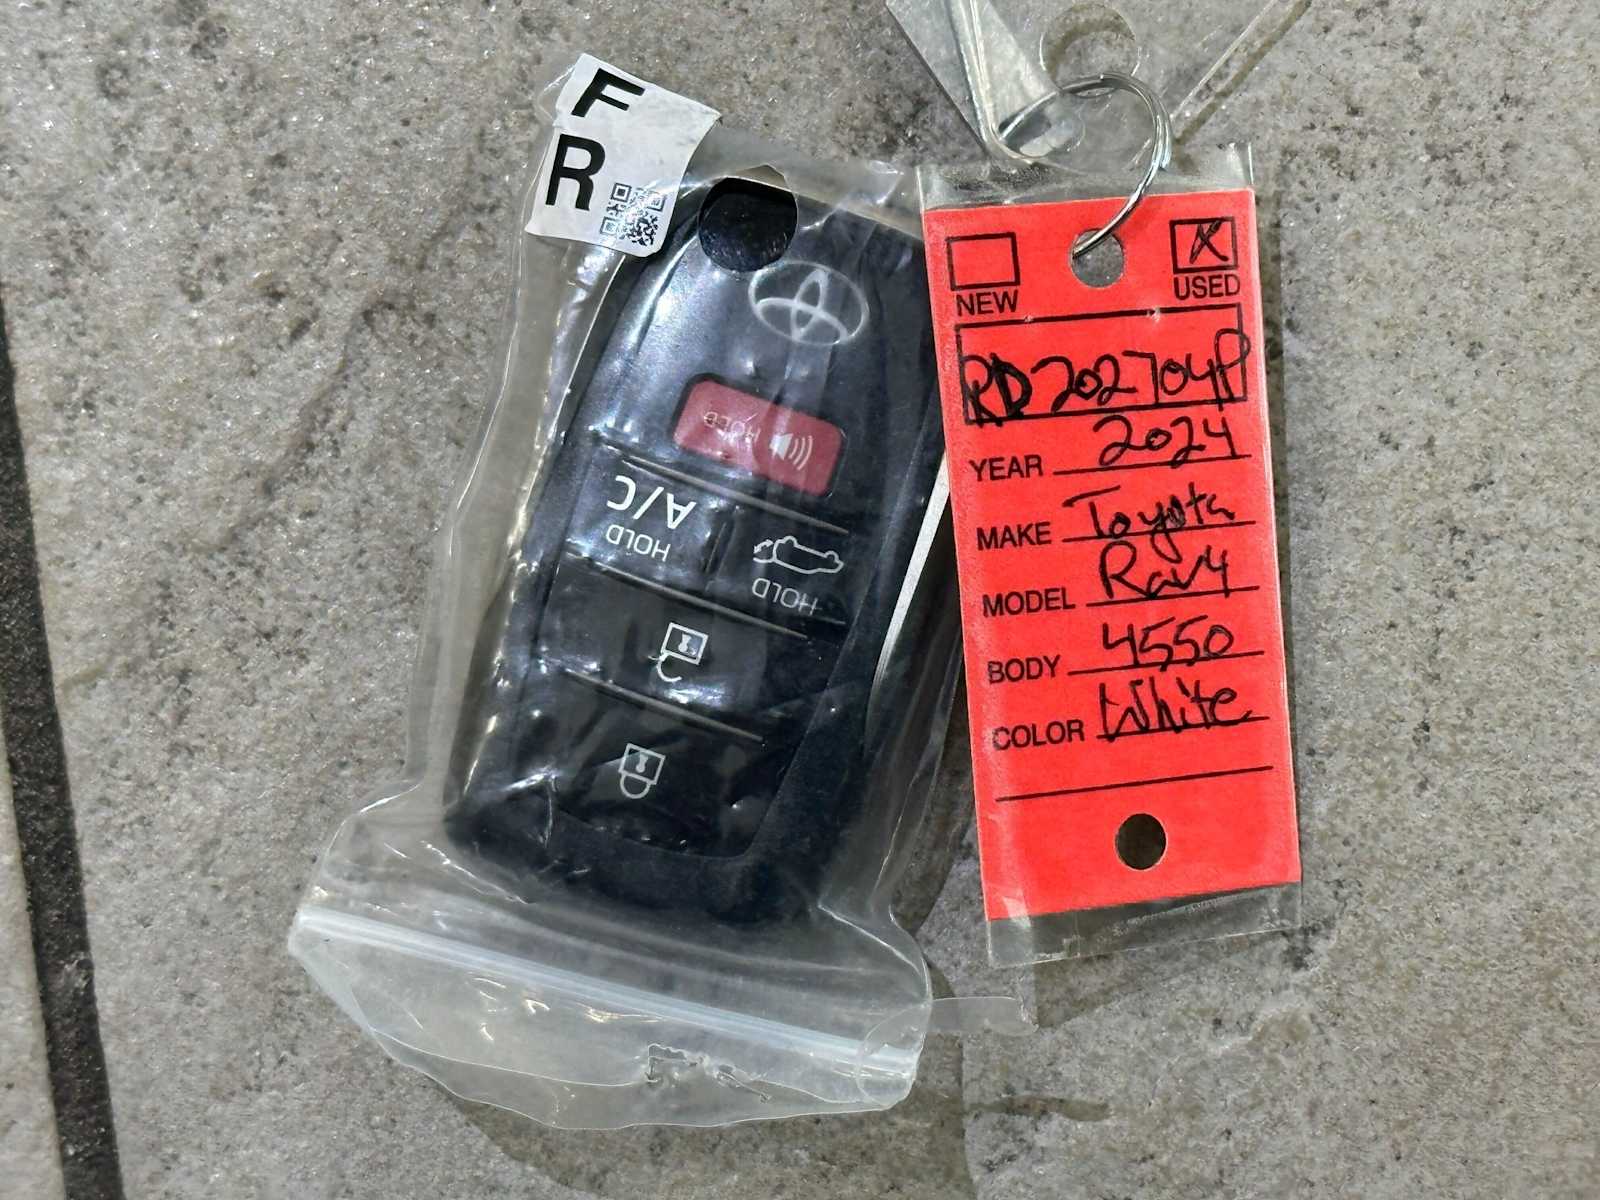 F
R
HOLD
A/C
HOLD
HOLD
NEW
USED
RD202704P
YEAR 2024
MAKE Toyota
MODEL Rav4
BODY 4550
COLOR White